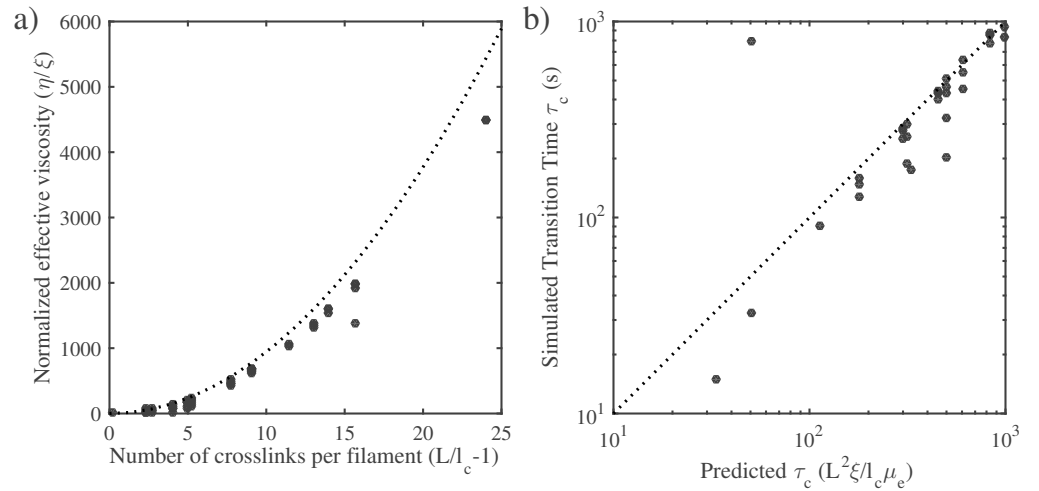 a)
Normalized effective viscosity (η/ξ)
6000
5000
4000
3000
2000
1000
0
0 5 10 15 20 25
Number of crosslinks per filament (L/l_c-1)
b)
Simulated Transition Time τ_c (s)
10^3
10^2
10^1
10^1 10^2 10^3
Predicted τ_c (L^2ξ/l_cμ_e)